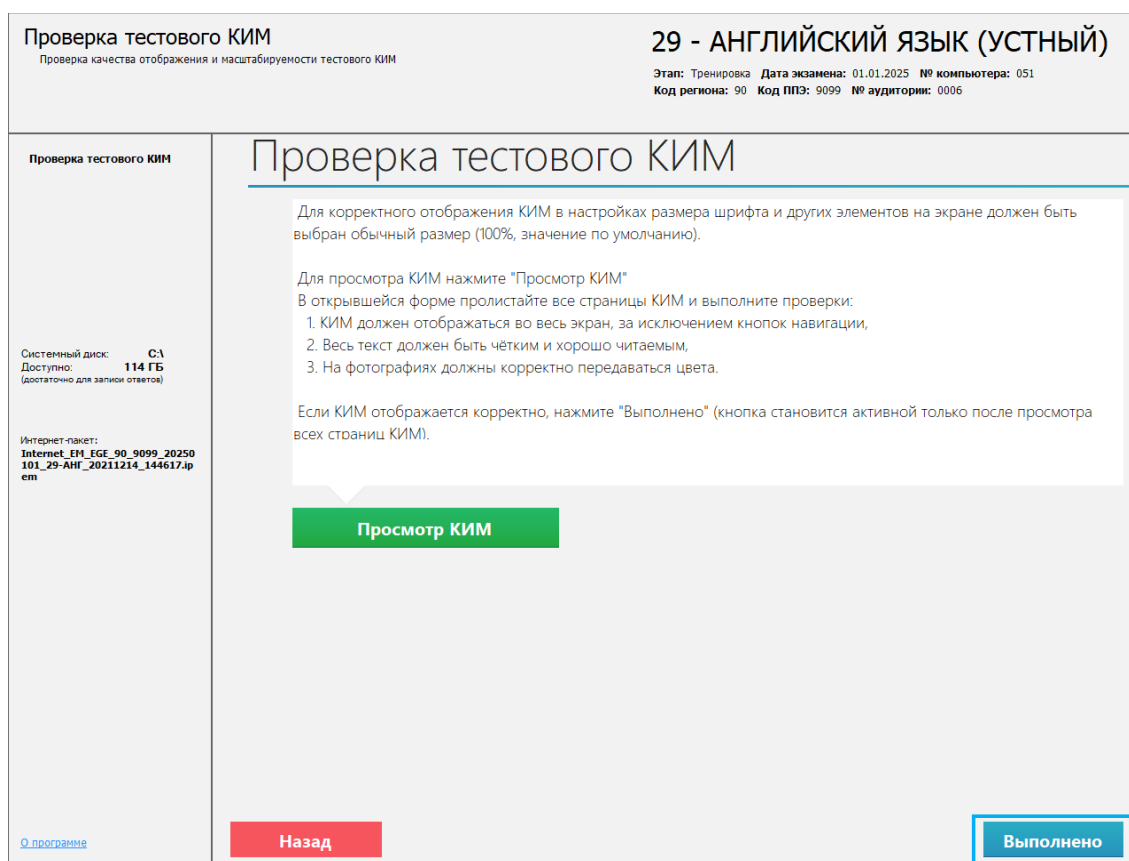 Проверка тестового КИМ
Проверка качества отображения и масштабируемости тестового КИМ
29 - АНГЛИЙСКИЙ ЯЗЫК (УСТНЫЙ)
Этап: Тренировка Дата экзамена: 01.01.2025 № компьютера: 051
Код региона: 90 Код ППЭ: 9099 № аудитории: 0006
Проверка тестового КИМ
Системный диск: C:\
Доступно: 114 ГБ
(достаточно для записи ответов)
Интернет-пакет:
Internet_EM_EGE_90_9099_20250
101_29-АНГ_20211214_144617.ip
em
О программе
Проверка тестового КИМ
Для корректного отображения КИМ в настройках размера шрифта и других элементов на экране должен быть
выбран обычный размер (100%, значение по умолчанию).
Для просмотра КИМ нажмите "Просмотр КИМ"
В открывшейся форме пролистайте все страницы КИМ и выполните проверки:
1. КИМ должен отображаться во весь экран, за исключением кнопок навигации,
2. Весь текст должен быть чётким и хорошо читаемым,
3. На фотографиях должны корректно передаваться цвета.
Если КИМ отображается корректно, нажмите "Выполнено" (кнопка становится активной только после просмотра
всех страниц КИМ).
Просмотр КИМ
Назад
Выполнено